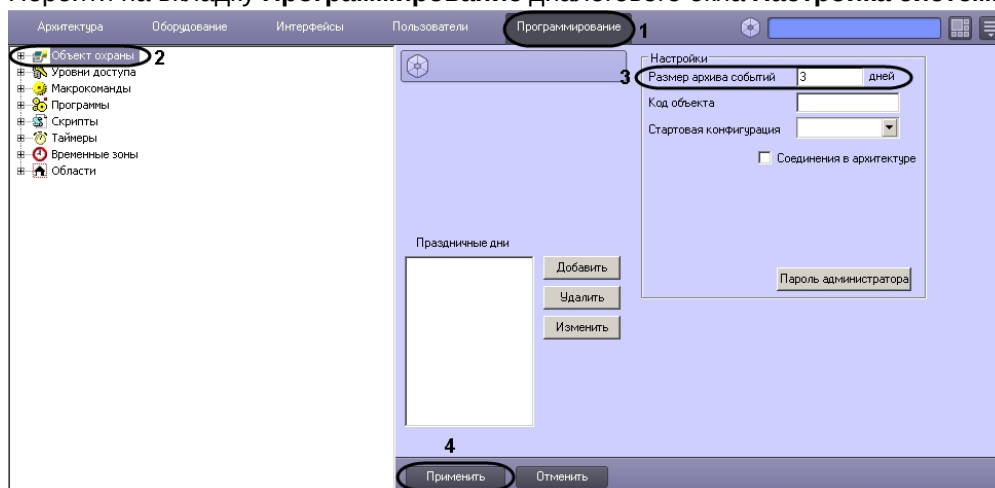 Перейти на вкладку Программирование диалогового окна Настройка систем
Архитектура Оборудование Интерфейсы Пользователи Программирование 1
Объект охраны 2
Уровни доступа
Макрокоманды
Программы
Скрипты
Таймеры
Временные зоны
Области
Настройки
3 Размер архива событий 3 дней
Код объекта
Стартовая конфигурация
Соединения в архитектуре
Пароль администратора
Праздничные дни
Добавить
Удалить
Изменить
4
Применить Отменить